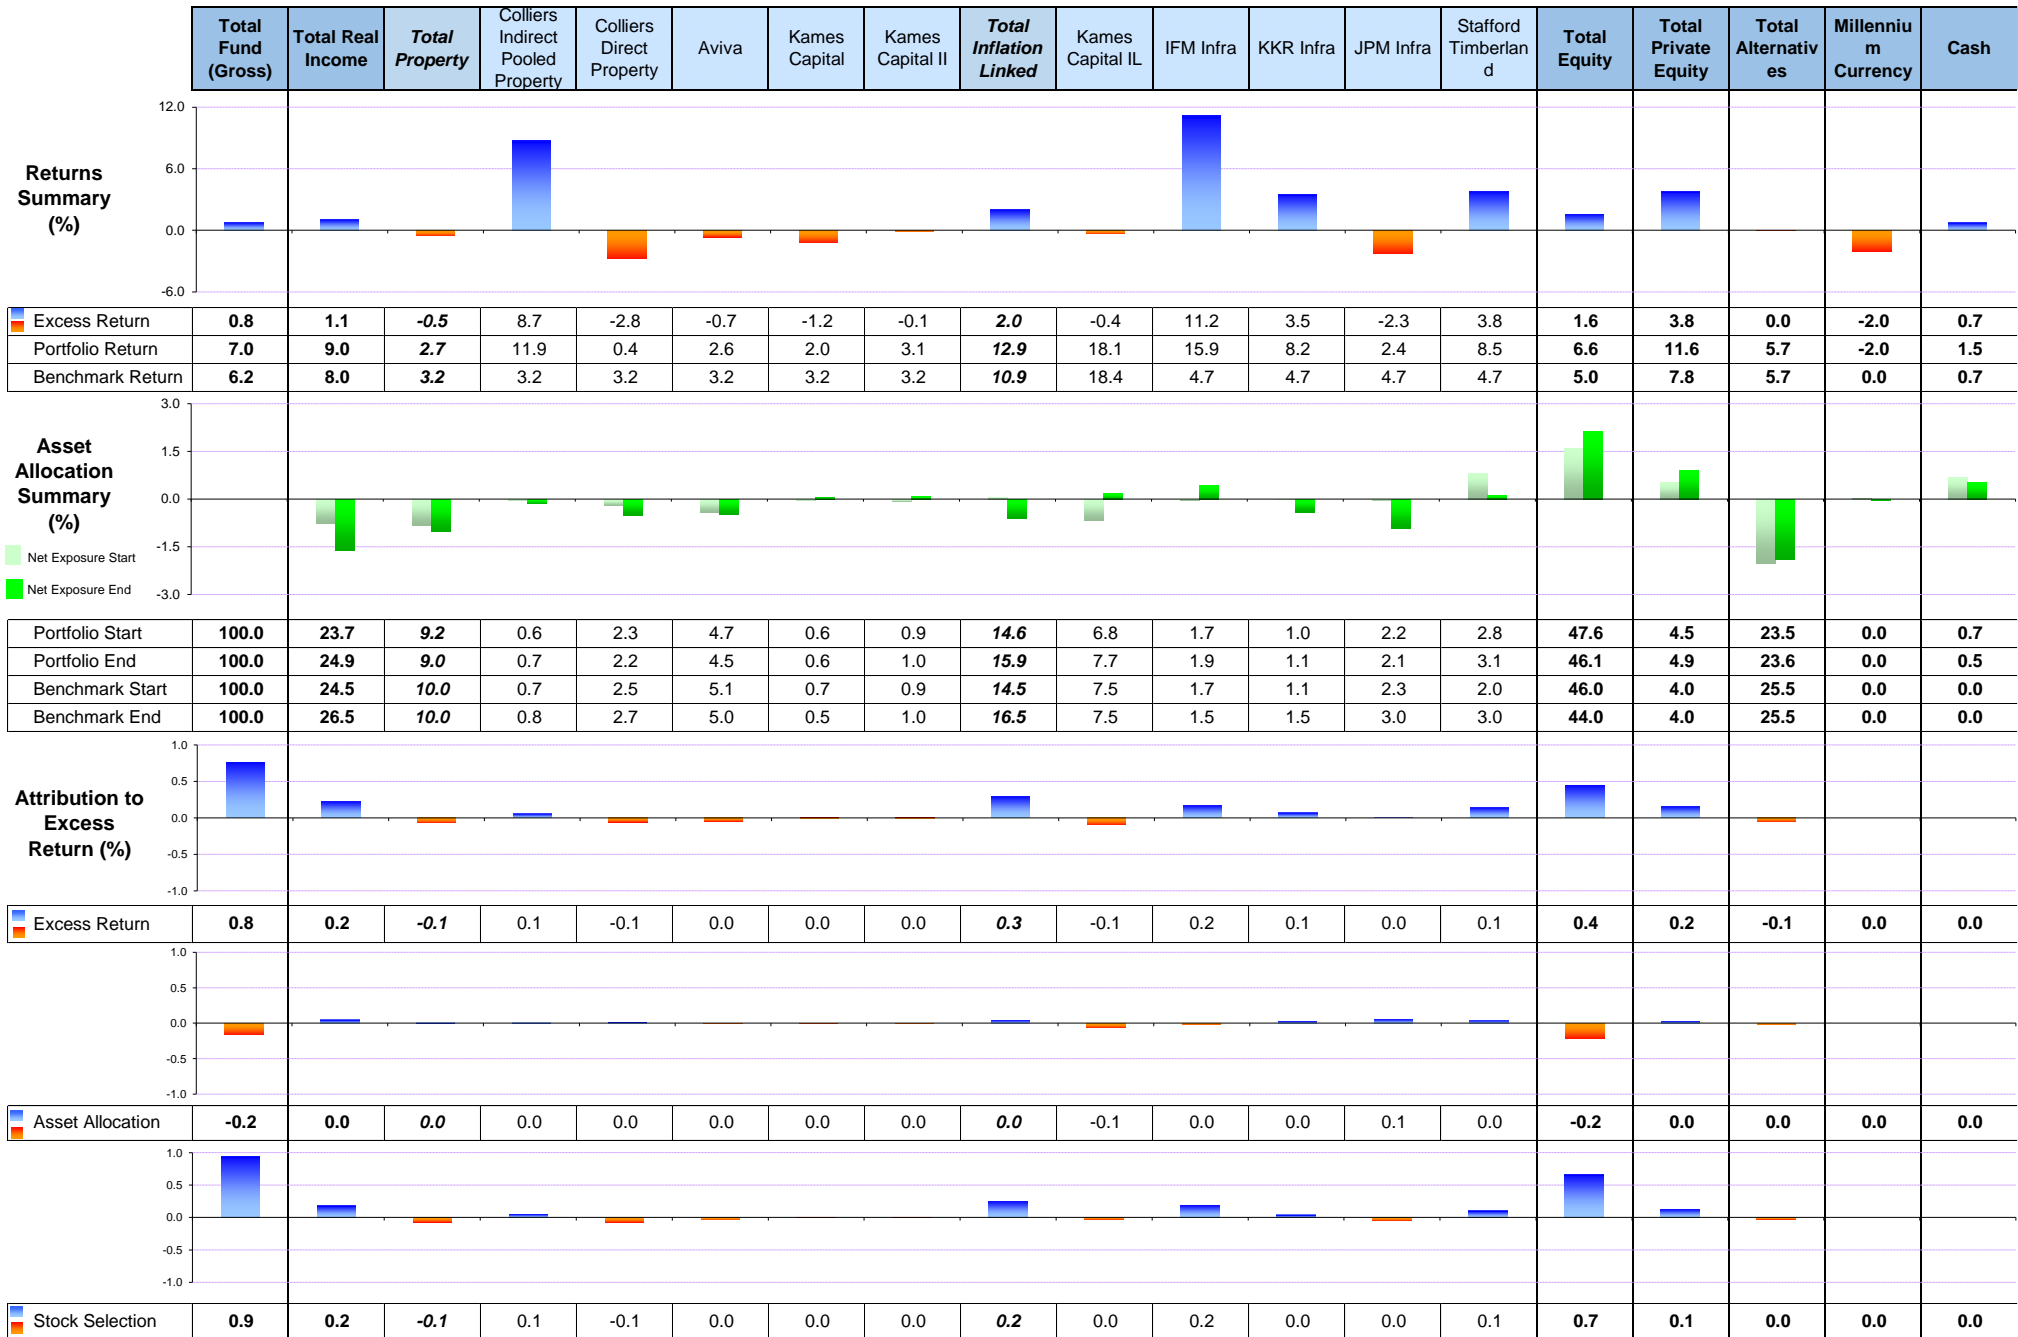 Total Fund (Gross) Total Real Income Total Property Colliers Indirect Pooled Property Colliers Direct Property Aviva Kames Capital Kames Capital II Total Inflation Linked Kames Capital IL IFM Infra KKR Infra JPM Infra Stafford Timberlan d Total Equity Total Private Equity Total Alternativ es Millenniu m Currency Cash
Returns Summary (%)
12.0
6.0
0.0
-6.0
Excess Return 0.8 1.1 -0.5 8.7 -2.8 -0.7 -1.2 -0.1 2.0 -0.4 11.2 3.5 -2.3 3.8 1.6 3.8 0.0 -2.0 0.7
Portfolio Return 7.0 9.0 2.7 11.9 0.4 2.6 2.0 3.1 12.9 18.1 15.9 8.2 2.4 8.5 6.6 11.6 5.7 -2.0 1.5
Benchmark Return 6.2 8.0 3.2 3.2 3.2 3.2 3.2 3.2 10.9 18.4 4.7 4.7 4.7 4.7 5.0 7.8 5.7 0.0 0.7
Asset Allocation Summary (%)
Net Exposure Start
Net Exposure End
3.0
1.5
0.0
-1.5
-3.0
Portfolio Start 100.0 23.7 9.2 0.6 2.3 4.7 0.6 0.9 14.6 6.8 1.7 1.0 2.2 2.8 47.6 4.5 23.5 0.0 0.7
Portfolio End 100.0 24.9 9.0 0.7 2.2 4.5 0.6 1.0 15.9 7.7 1.9 1.1 2.1 3.1 46.1 4.9 23.6 0.0 0.5
Benchmark Start 100.0 24.5 10.0 0.7 2.5 5.1 0.7 0.9 14.5 7.5 1.7 1.1 2.3 2.0 46.0 4.0 25.5 0.0 0.0
Benchmark End 100.0 26.5 10.0 0.8 2.7 5.0 0.5 1.0 16.5 7.5 1.5 1.5 3.0 3.0 44.0 4.0 25.5 0.0 0.0
Attribution to Excess Return (%)
1.0
0.5
0.0
-0.5
-1.0
Excess Return 0.8 0.2 -0.1 0.1 -0.1 0.0 0.0 0.0 0.3 -0.1 0.2 0.1 0.0 0.1 0.4 0.2 -0.1 0.0 0.0
1.0
0.5
0.0
-0.5
-1.0
Asset Allocation -0.2 0.0 0.0 0.0 0.0 0.0 0.0 0.0 0.0 -0.1 0.0 0.0 0.1 0.0 -0.2 0.0 0.0 0.0 0.0
1.0
0.5
0.0
-0.5
-1.0
Stock Selection 0.9 0.2 -0.1 0.1 -0.1 0.0 0.0 0.0 0.2 0.0 0.2 0.0 0.0 0.1 0.7 0.1 0.0 0.0 0.0